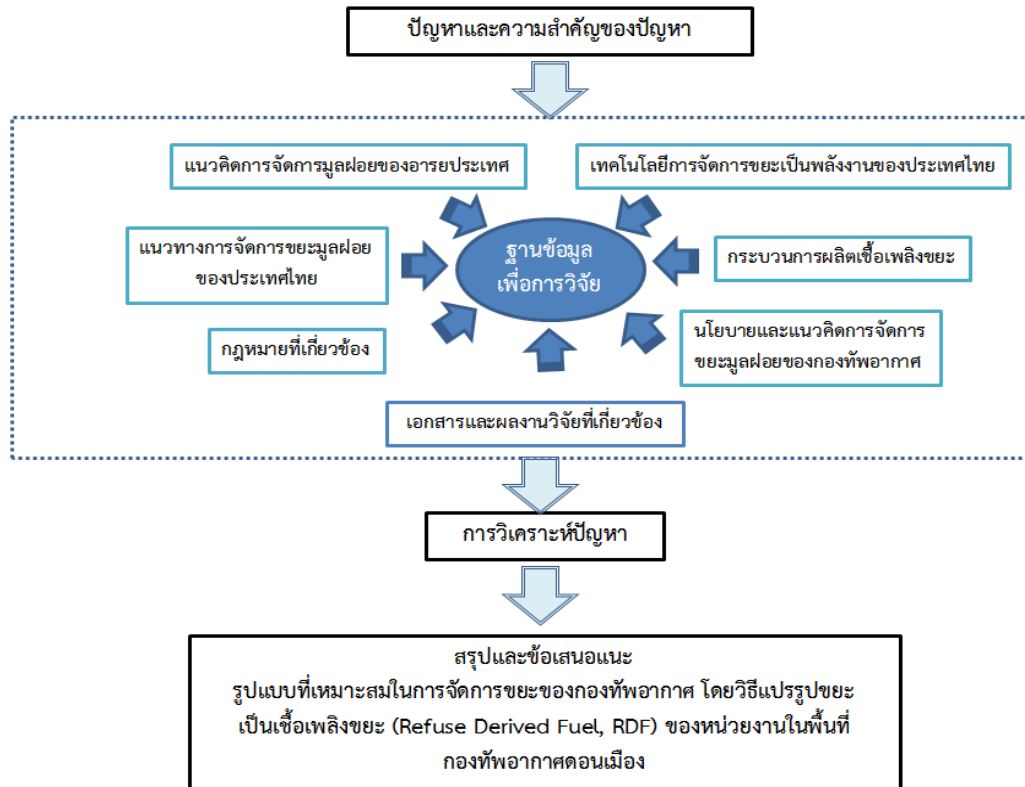 ปัญหาและความสำคัญของปัญหา
แนวคิดการจัดการมูลฝอยของอารยประเทศ
เทคโนโลยีการจัดการขยะเป็นพลังงานของประเทศไทย
แนวทางการจัดการขยะมูลฝอย
ของประเทศไทย
ฐานข้อมูล
เพื่อการวิจัย
กระบวนการผลิตเชื้อเพลิงขยะ
กฎหมายที่เกี่ยวข้อง
นโยบายและแนวคิดการจัดการ
ขยะมูลฝอยของกองทัพอากาศ
เอกสารและผลงานวิจัยที่เกี่ยวข้อง
การวิเคราะห์ปัญหา
สรุปและข้อเสนอแนะ
รูปแบบที่เหมาะสมในการจัดการขยะของกองทัพอากาศ โดยวิธีแปรรูปขยะ
เป็นเชื้อเพลิงขยะ (Refuse Derived Fuel, RDF) ของหน่วยงานในพื้นที่
กองทัพอากาศดอนเมือง